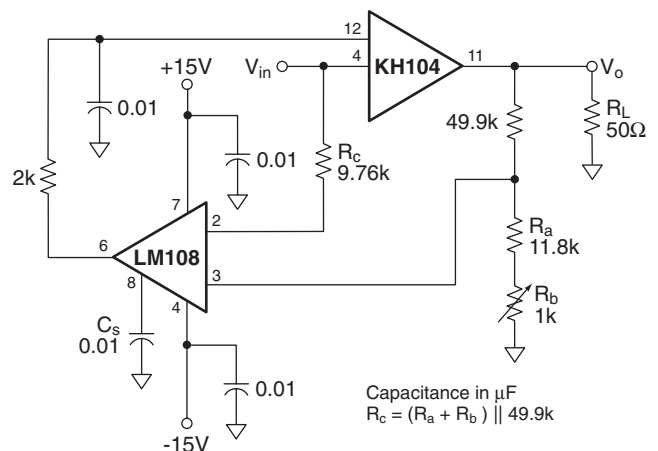 12
+15V
V_in
4
KH104
11
V_o
0.01
49.9k
R_L
50Ω
0.01
R_c
9.76k
2k
7
2
R_a
11.8k
6
LM108
3
8
4
R_b
1k
C_s
0.01
0.01
Capacitance in μF
R_c = (R_a + R_b ) || 49.9k
-15V